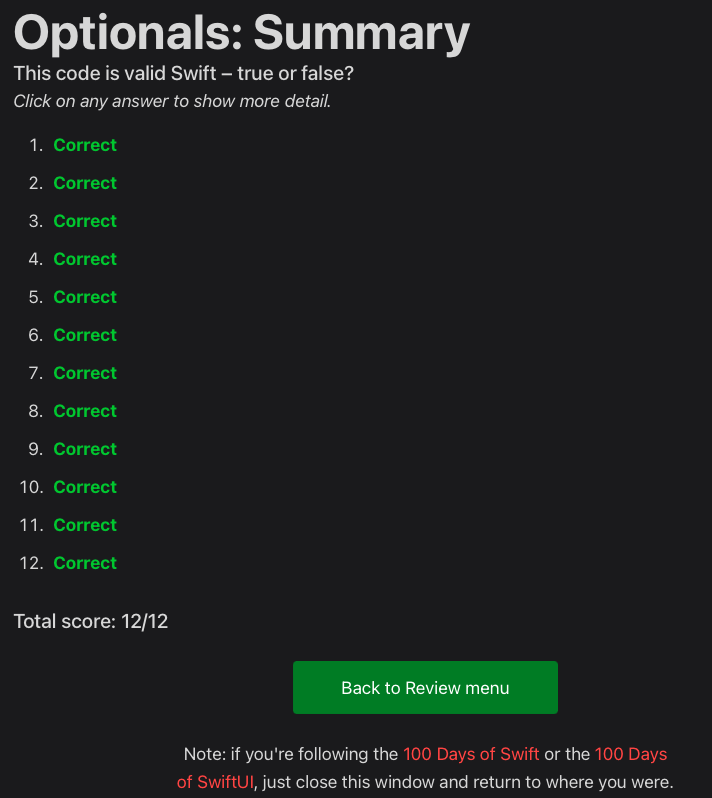 Optionals: Summary
This code is valid Swift – true or false?
Click on any answer to show more detail.
1. Correct
2. Correct
3. Correct
4. Correct
5. Correct
6. Correct
7. Correct
8. Correct
9. Correct
10. Correct
11. Correct
12. Correct
Total score: 12/12
Back to Review menu
Note: if you're following the 100 Days of Swift or the 100 Days
of SwiftUI, just close this window and return to where you were.